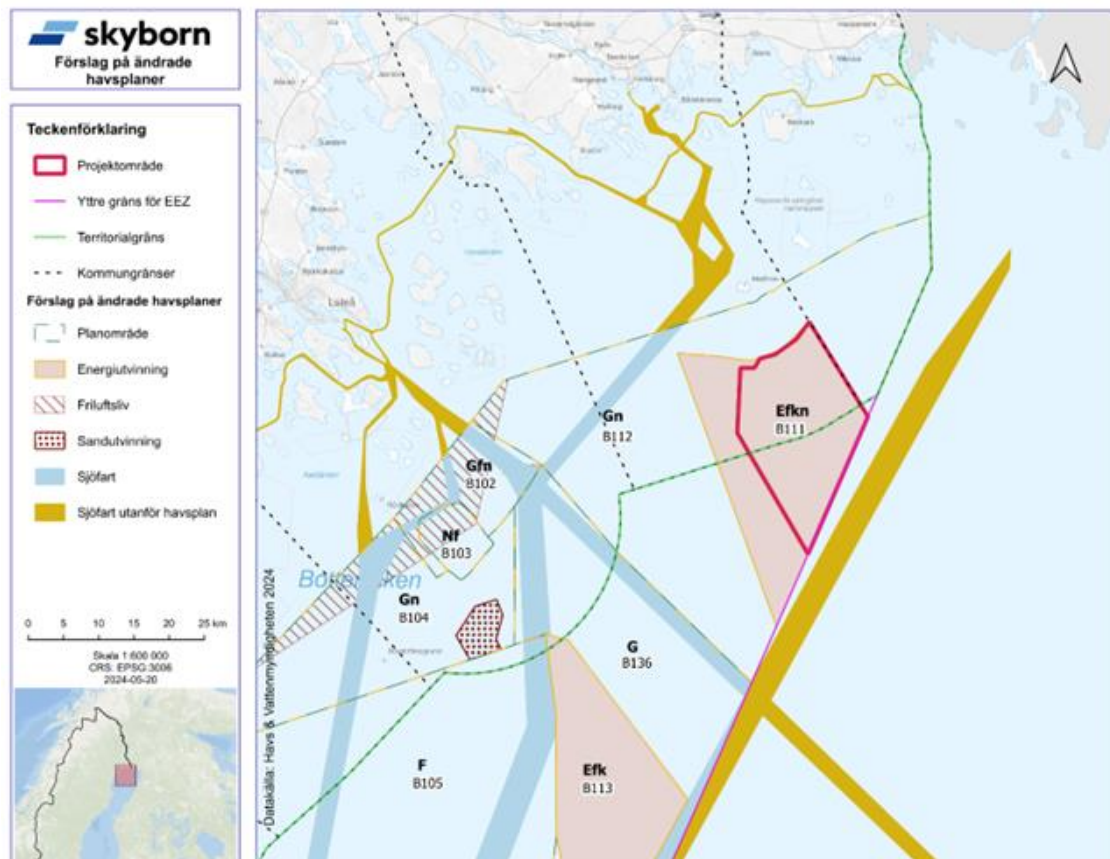 skyborn
Förslag på ändrade
havsplaner
Teckenförklaring
Projektområde
Yttre gräns för EEZ
Territorialgräns
Kommungränser
Förslag på ändrade havsplaner
Planområde
Energiutvinning
Friluftsliv
Sandutvinning
Sjöfart
Sjöfart utanför havsplan
0 5 10 15 20 25 km
Skala 1:600 000
CRS: EPSG:3006
2024-05-20
Datakälla: Havs & Vattenmyndigheten 2024
Luleå
Efkn
B111
Gn
B112
Gfn
B102
Nf
B103
Gn
B104
G
B136
F
B105
Efk
B113